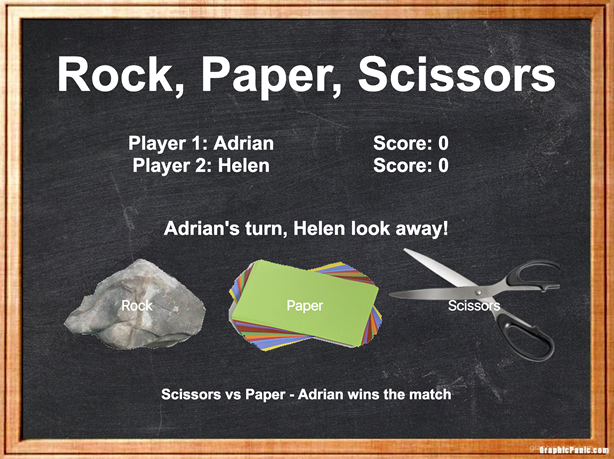 Rock, Paper, Scissors
Player 1: Adrian Score: 0
Player 2: Helen Score: 0
Adrian's turn, Helen look away!
Rock Paper Scissors
Scissors vs Paper - Adrian wins the match
GraphicPanic.com